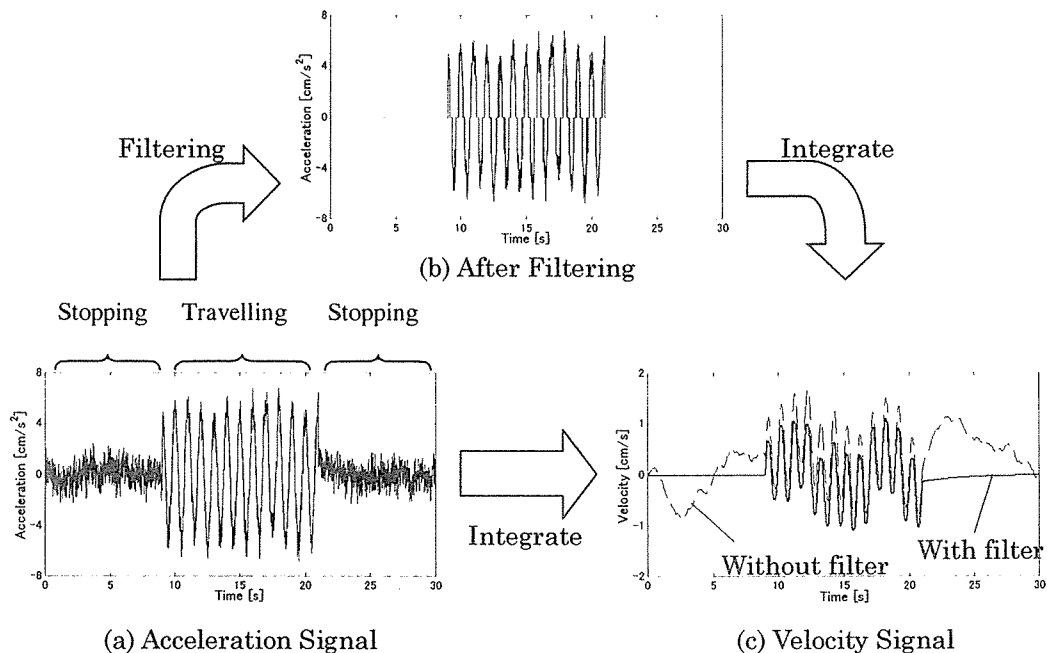 8
4
0
-4
-8
Acceleration [cm/s²]
0
5
10
15
20
25
30
Time [s]
(b) After Filtering
Filtering
Integrate
Stopping
Travelling
Stopping
8
4
0
-4
-8
Acceleration [cm/s²]
0
5
10
15
20
25
30
Time [s]
(a) Acceleration Signal
Integrate
2
1
0
-1
-2
Velocity [cm/s]
Without filter
With filter
0
5
10
15
20
25
30
Time [s]
(c) Velocity Signal